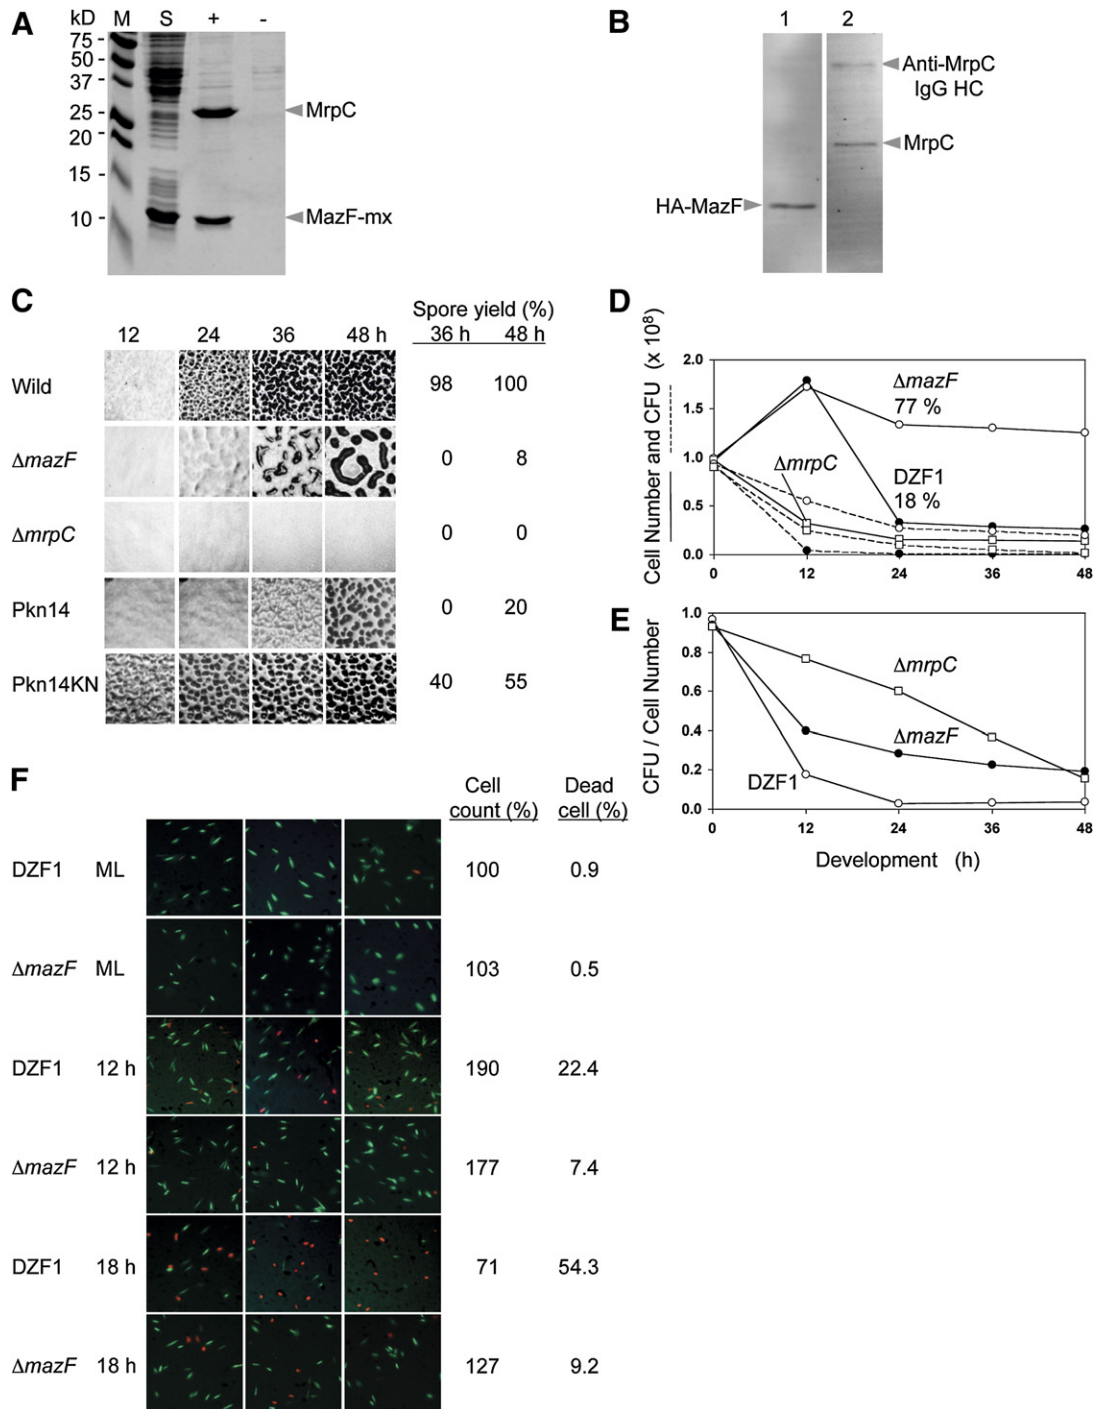 A
kD M S + -
75
50
37
25
20
15
10
MrpC
MazF-mx
B
1 2
Anti-MrpC
IgG HC
MrpC
HA-MazF
C
Spore yield (%)
12 24 36 48 h 36 h 48 h
Wild 98 100
ΔmazF 0 8
ΔmrpC 0 0
Pkn14 0 20
Pkn14KN 40 55
D
Cell Number and CFU (x 10⁸)
2.0
1.5
1.0
0.5
0.0
ΔmazF
77 %
ΔmrpC
DZF1
18 %
0 12 24 36 48
E
CFU / Cell Number
1.0
0.8
0.6
0.4
0.2
0.0
ΔmrpC
ΔmazF
DZF1
0 12 24 36 48
Development (h)
F
Cell count (%) Dead cell (%)
DZF1 ML 100 0.9
ΔmazF ML 103 0.5
DZF1 12 h 190 22.4
ΔmazF 12 h 177 7.4
DZF1 18 h 71 54.3
ΔmazF 18 h 127 9.2